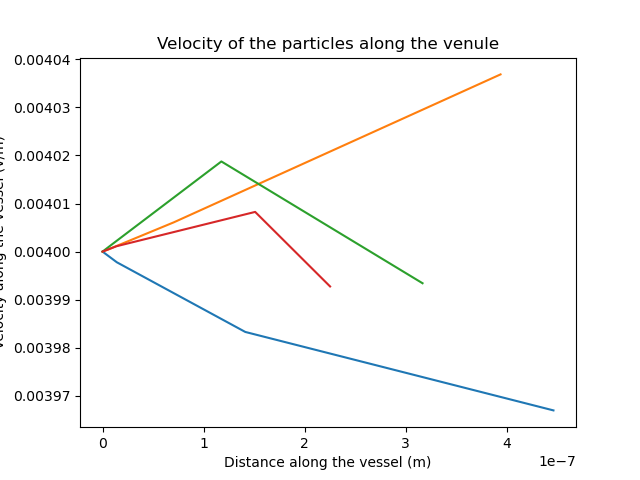 Velocity of the particles along the venule
0.00404
0.00403
0.00402
0.00401
0.00400
0.00399
0.00398
0.00397
along the vessel (v/m)
0 1 2 3 4
1e−7
Distance along the vessel (m)